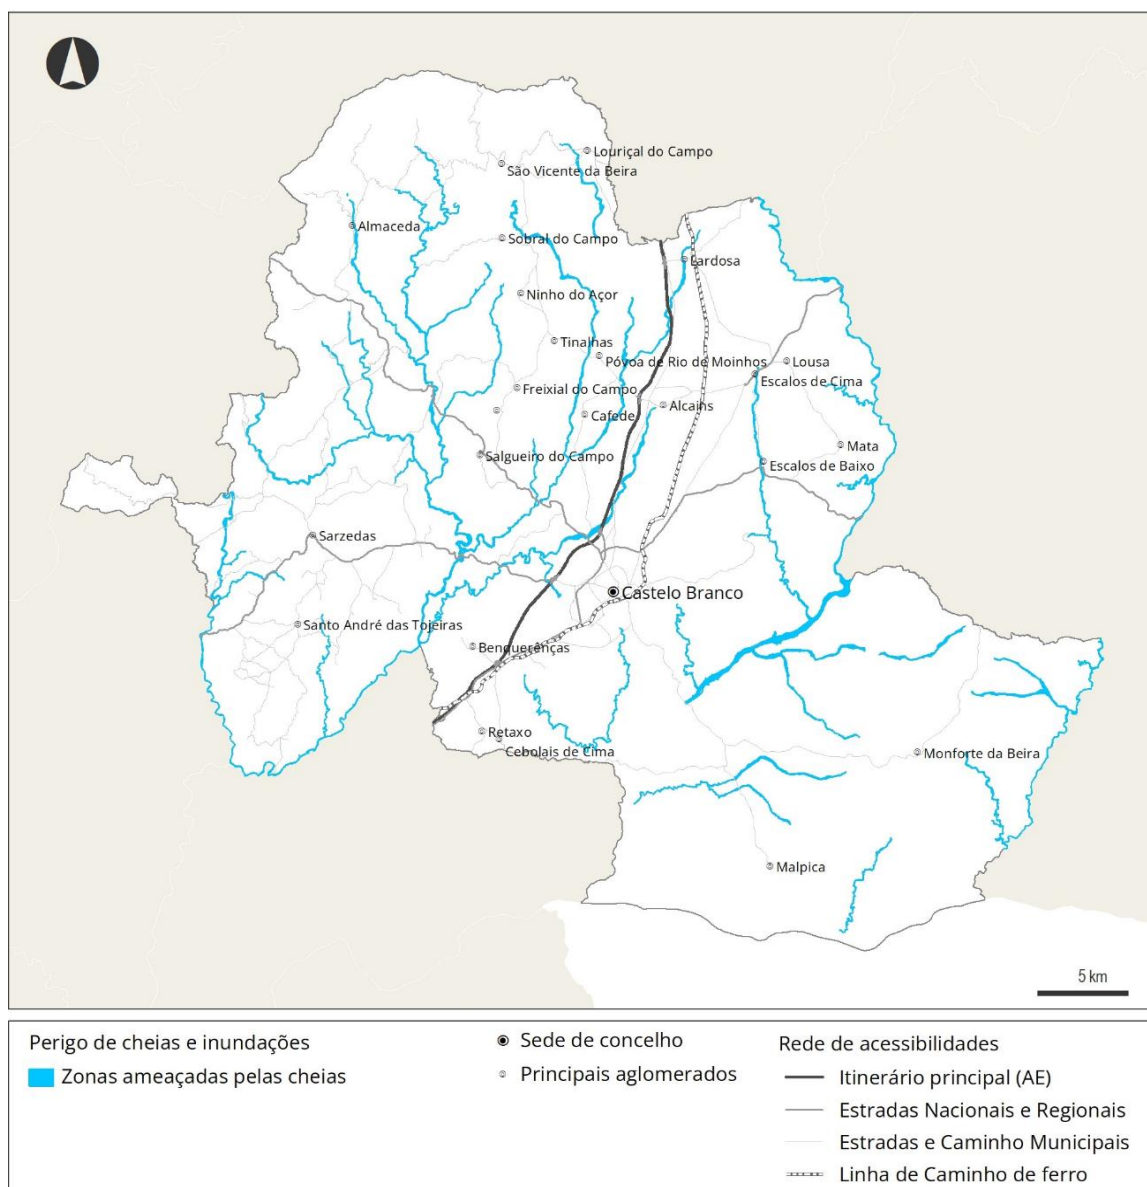 Louriçal do Campo
São Vicente da Beira
Almaceda
Sobral do Campo
Lardosa
Ninho do Açor
Tinalhas
Póvoa de Rio de Moinhos
Lousa
Escalos de Cima
Freixial do Campo
Alcains
Cafede
Mata
Salgueiro do Campo
Escalos de Baixo
Sarzedas
Castelo Branco
Santo André das Tojeiras
Benquerenças
Retaxo
Cebolais de Cima
Monforte da Beira
Malpica
5 km
Perigo de cheias e inundações
Zonas ameaçadas pelas cheias
Sede de concelho
Principais aglomerados
Rede de acessibilidades
Itinerário principal (AE)
Estradas Nacionais e Regionais
Estradas e Caminho Municipais
Linha de Caminho de ferro